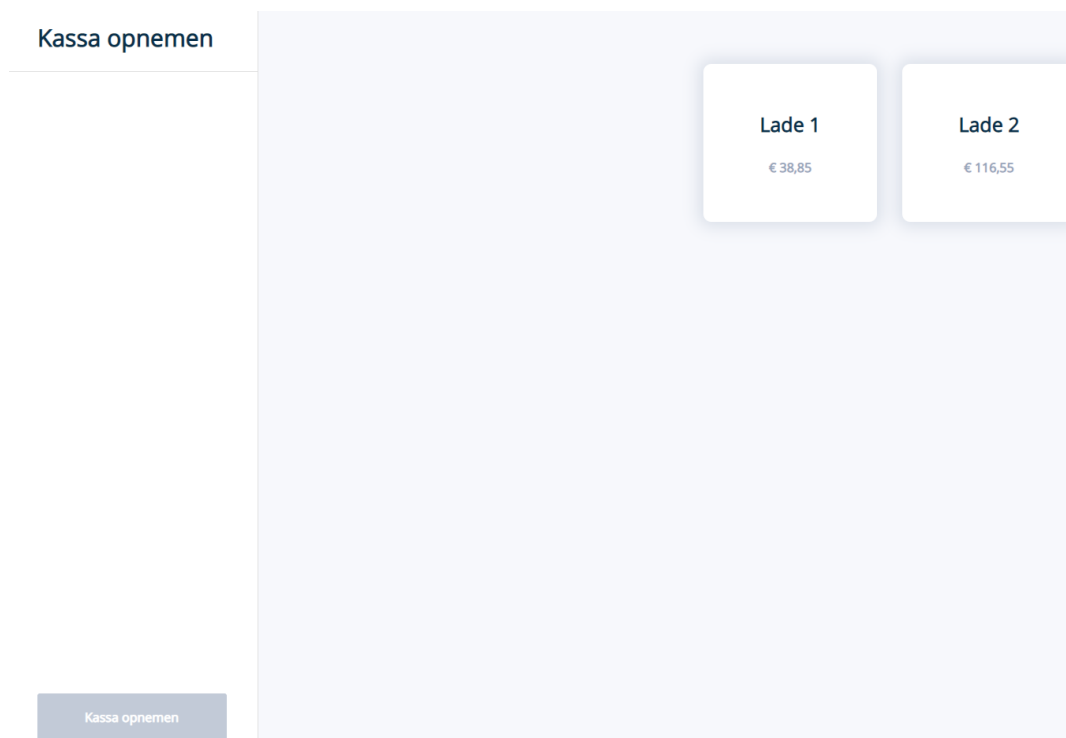 Kassa opnemen
Lade 1
€ 38,85
Lade 2
€ 116,55
Kassa opnemen